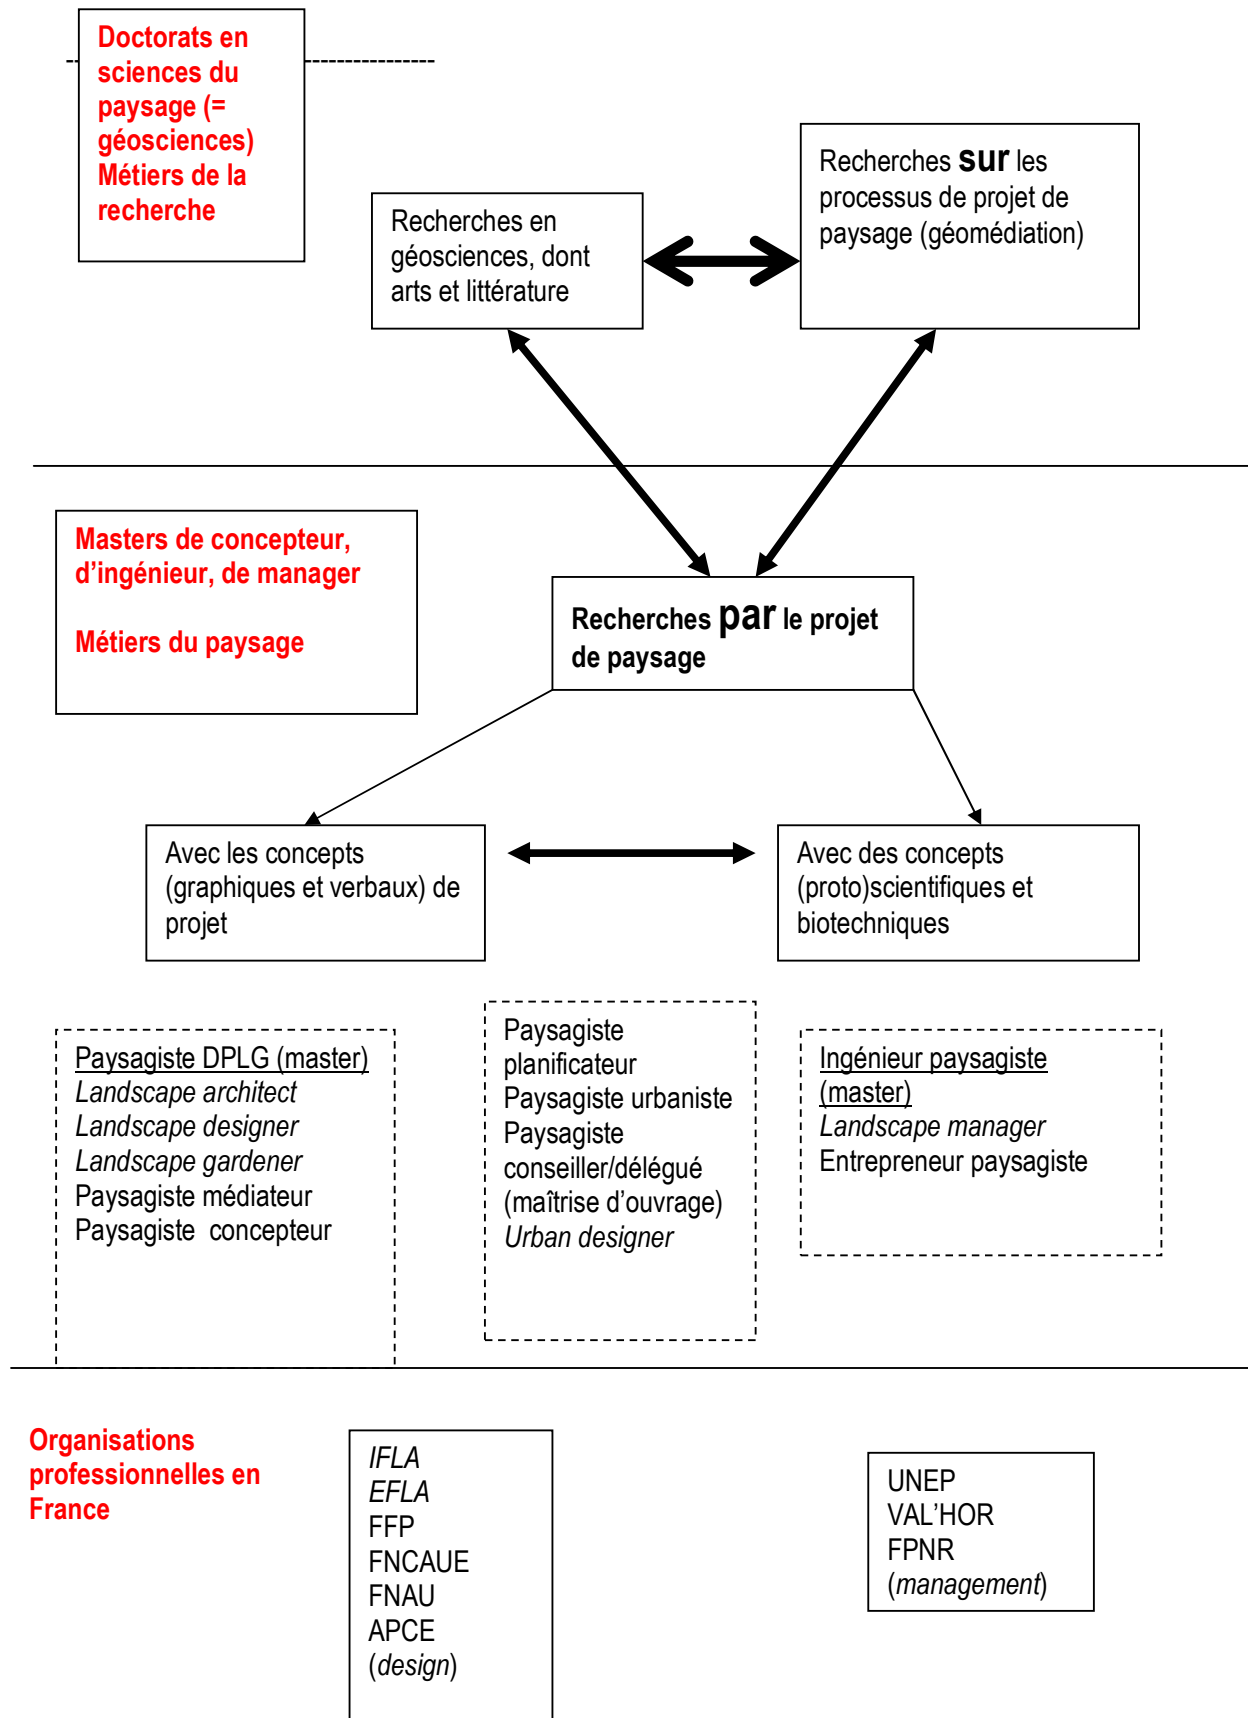 Doctorats en
sciences du
paysage (=
géosciences)
Métiers de la
recherche
Recherches en
géosciences, dont
arts et littérature
Recherches sur les
processus de projet de
paysage (géomédiation)
Masters de concepteur,
d’ingénieur, de manager
Métiers du paysage
Recherches par le projet
de paysage
Avec les concepts
(graphiques et verbaux) de
projet
Avec des concepts
(proto)scientifiques et
biotechniques
Paysagiste DPLG (master)
Landscape architect
Landscape designer
Landscape gardener
Paysagiste médiateur
Paysagiste concepteur
Paysagiste
planificateur
Paysagiste urbaniste
Paysagiste
conseiller/délégué
(maîtrise d’ouvrage)
Urban designer
Ingénieur paysagiste
(master)
Landscape manager
Entrepreneur paysagiste
Organisations
professionnelles en
France
IFLA
EFLA
FFP
FNCAUE
FNAU
APCE
(design)
UNEP
VAL’HOR
FPNR
(management)